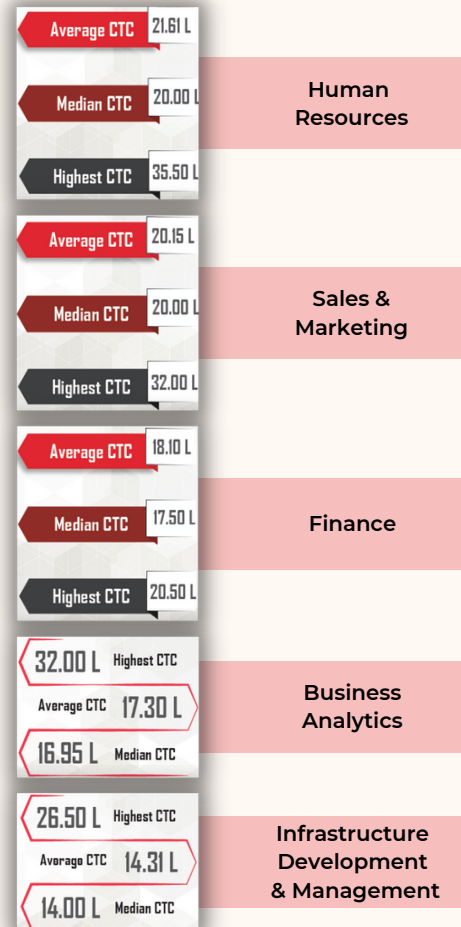 Average CTC 21.61 L
Median CTC 20.00 L
Highest CTC 35.50 L
Human
Resources
Average CTC 20.15 L
Median CTC 20.00 L
Highest CTC 32.00 L
Sales &
Marketing
Average CTC 18.10 L
Median CTC 17.50 L
Highest CTC 20.50 L
Finance
32.00 L Highest CTC
Average CTC 17.30 L
16.95 L Median CTC
Business
Analytics
26.50 L Highest CTC
Average CTC 14.31 L
14.00 L Median CTC
Infrastructure
Development
& Management